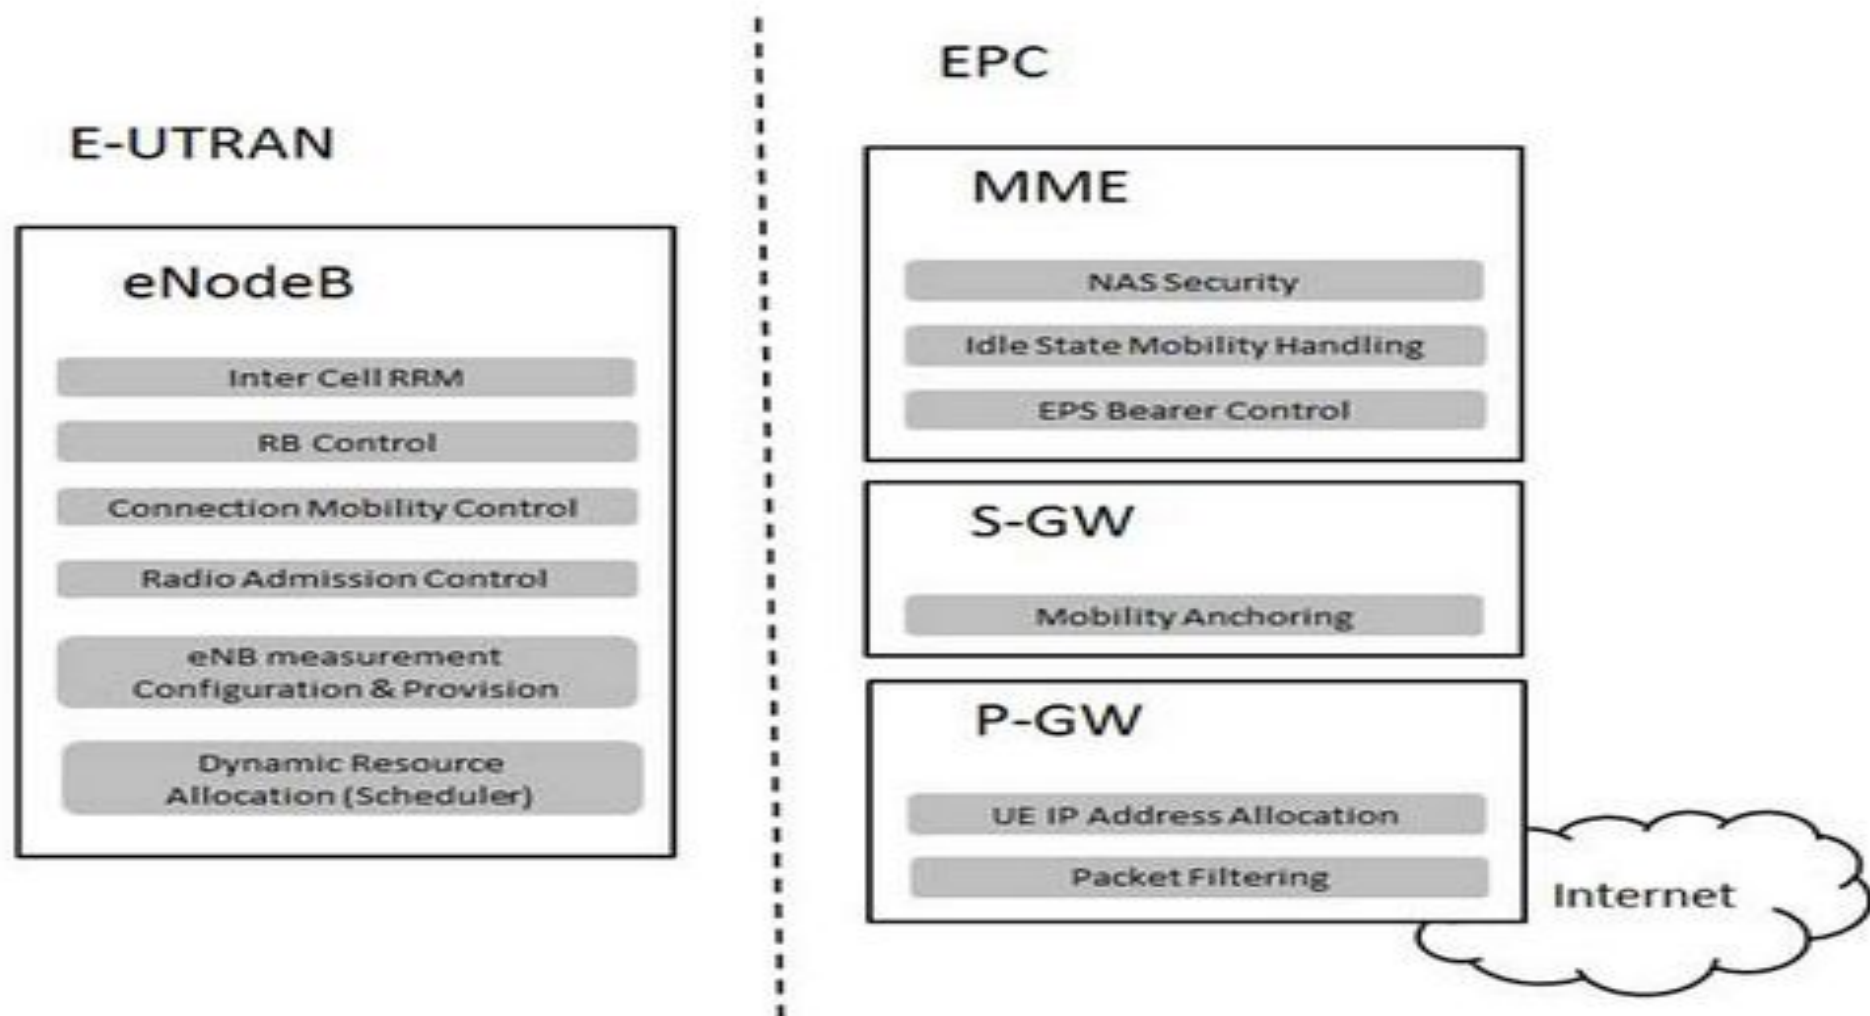 E-UTRAN
eNodeB
Inter Cell RRM
RB Control
Connection Mobility Control
Radio Admission Control
eNB measurement
Configuration & Provision
Dynamic Resource
Allocation (Scheduler)
EPC
MME
NAS Security
Idle State Mobility Handling
EPS Bearer Control
S-GW
Mobility Anchoring
P-GW
UE IP Address Allocation
Packet Filtering
Internet